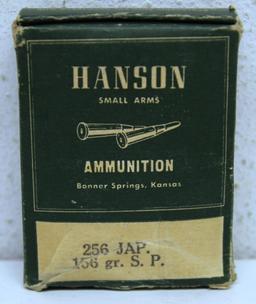 HANSON
SMALL ARMS
AMMUNITION
Bonner Springs, Kansas
256 JAP.
156 gr. S. P.